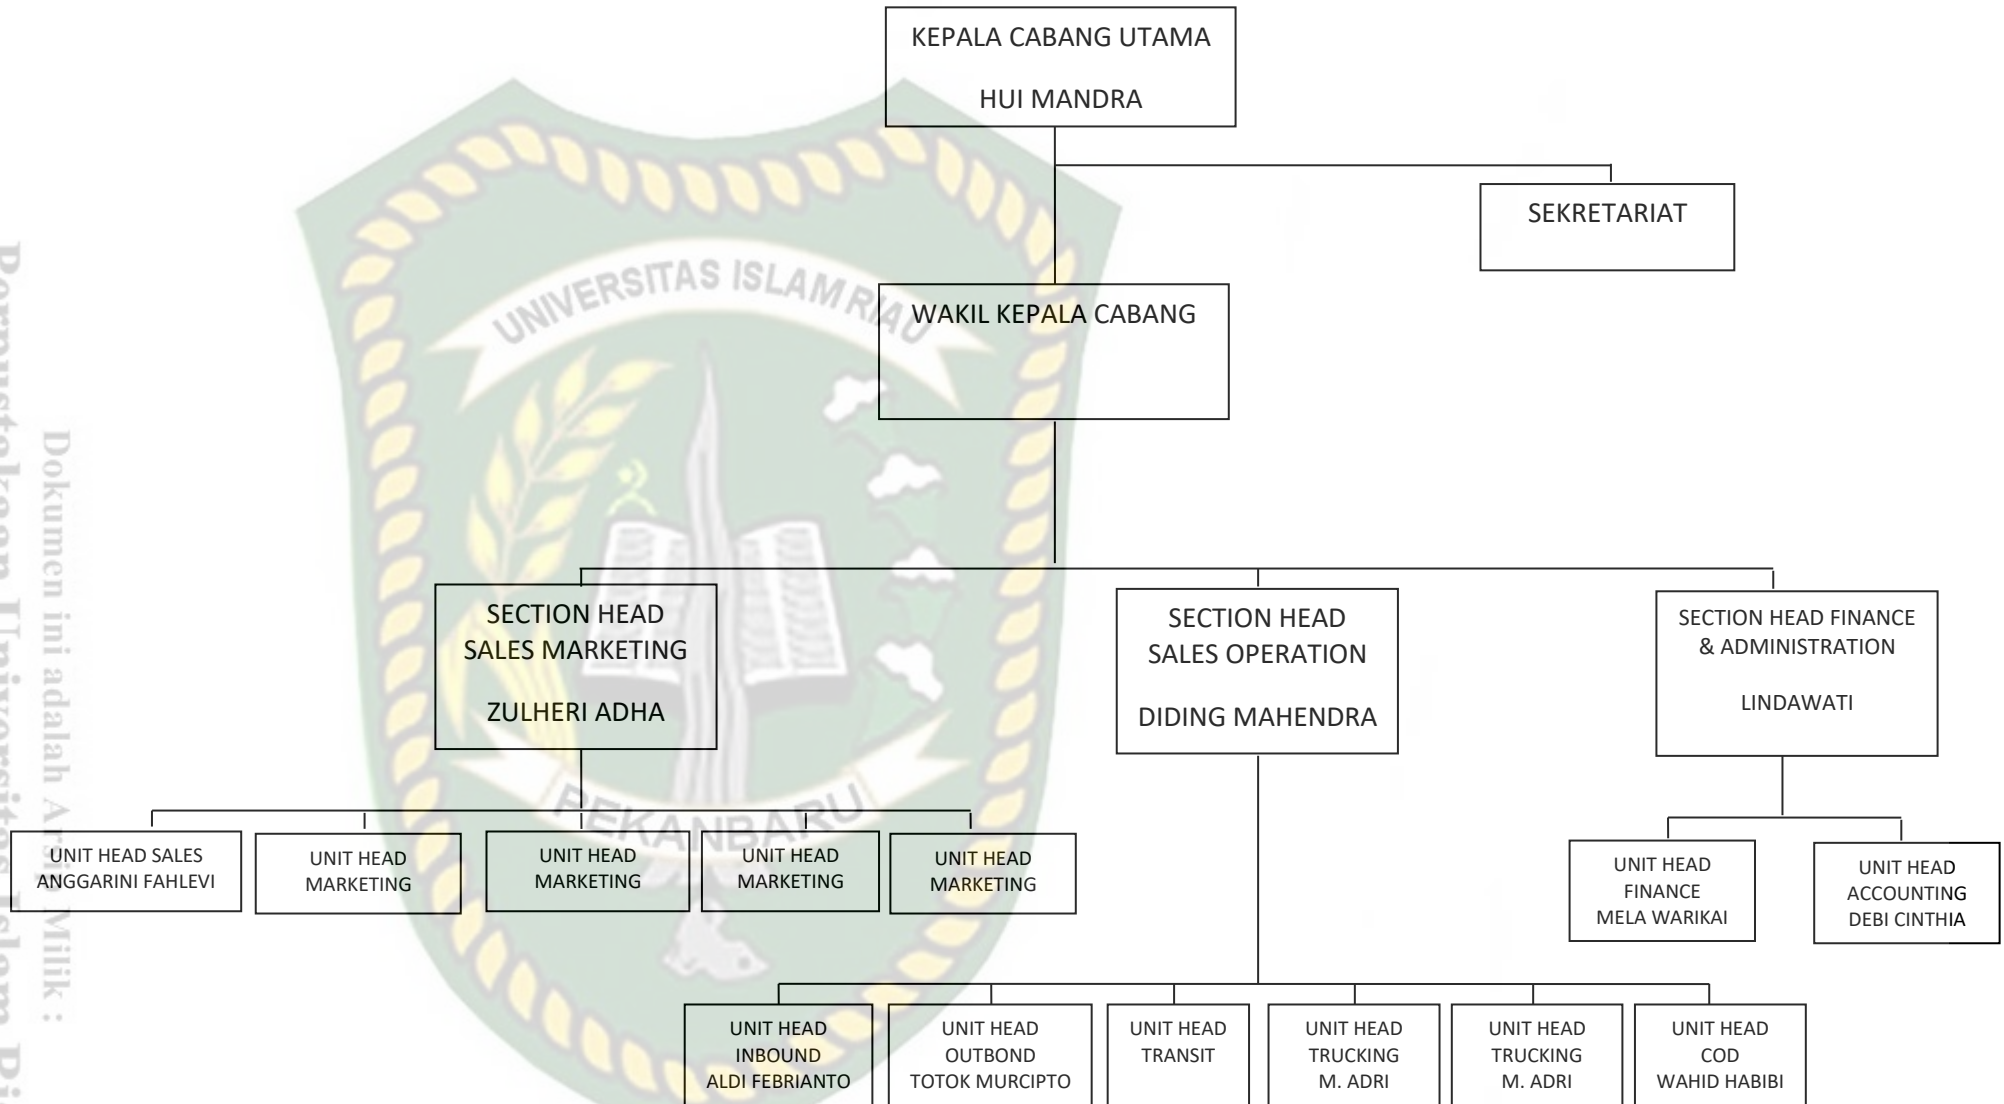 KEPALA CABANG UTAMA
HUI MANDRA
SEKRETARIAT
WAKIL KEPALA CABANG
SECTION HEAD
SALES MARKETING
ZULHERI ADHA
SECTION HEAD
SALES OPERATION
DIDING MAHENDRA
SECTION HEAD FINANCE
& ADMINISTRATION
LINDAWATI
UNIT HEAD SALES
ANGGARINI FAHLEVI
UNIT HEAD
MARKETING
UNIT HEAD
MARKETING
UNIT HEAD
MARKETING
UNIT HEAD
MARKETING
UNIT HEAD
FINANCE
MELA WARIKAI
UNIT HEAD
ACCOUNTING
DEBI CINTHIA
UNIT HEAD
INBOUND
ALDI FEBRIANTO
UNIT HEAD
OUTBOND
TOTOK MURCIPTO
UNIT HEAD
TRANSIT
UNIT HEAD
TRUCKING
M. ADRI
UNIT HEAD
TRUCKING
M. ADRI
UNIT HEAD
COD
WAHID HABIBI
UNIVERSITAS ISLAM RIAU
PEKANBARU
Dokumen ini adalah Arsip Milik :
Universitas Islam